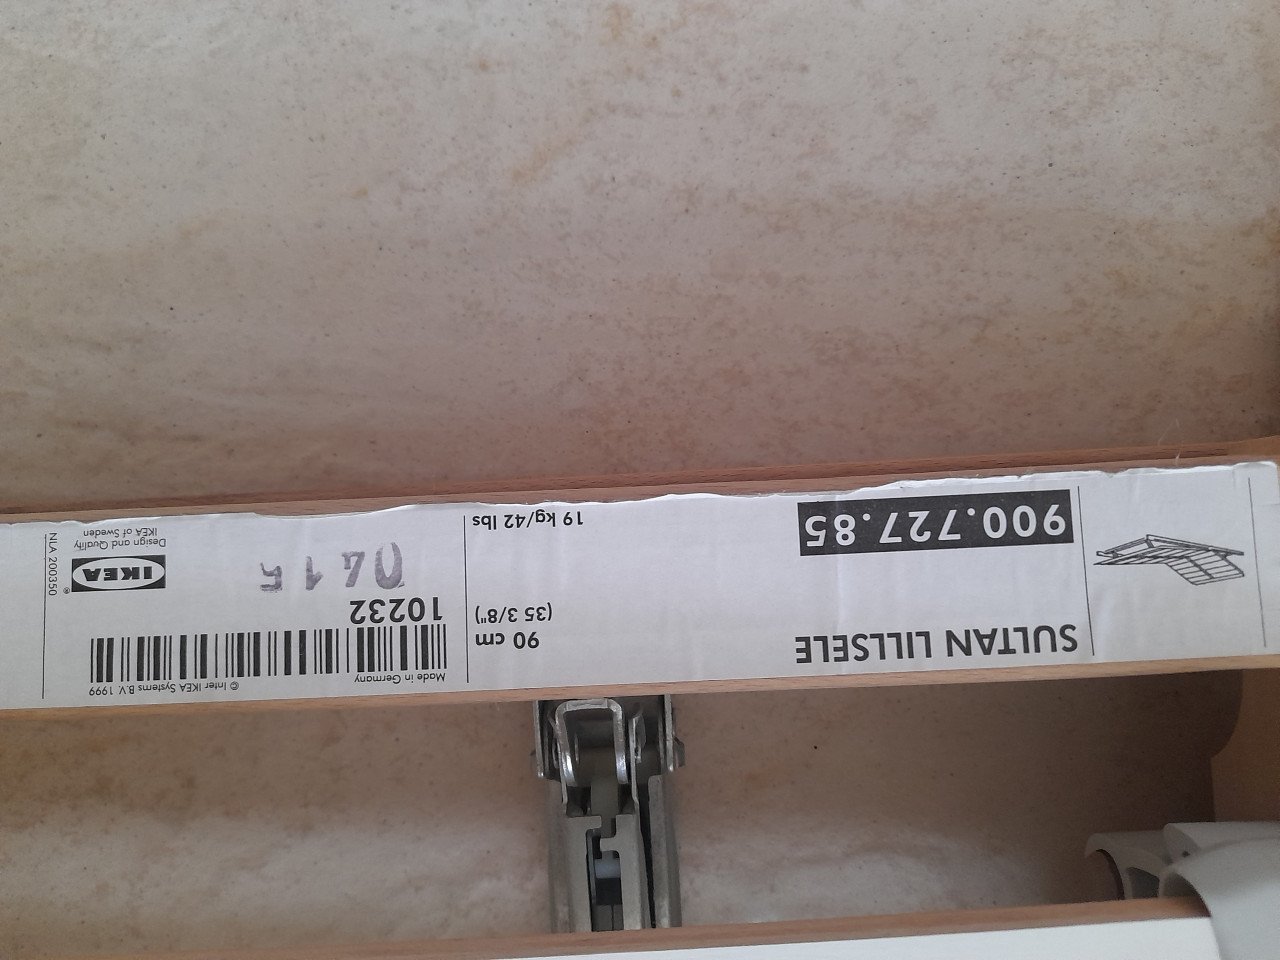 SULTAN LILLSELE
900.727.85
90 cm
(35 3/8")
19 kg/42 lbs
Made in Germany
© Inter IKEA Systems B.V. 1999
10232
0415
IKEA®
Design and Quality
IKEA of Sweden
NLA 200350